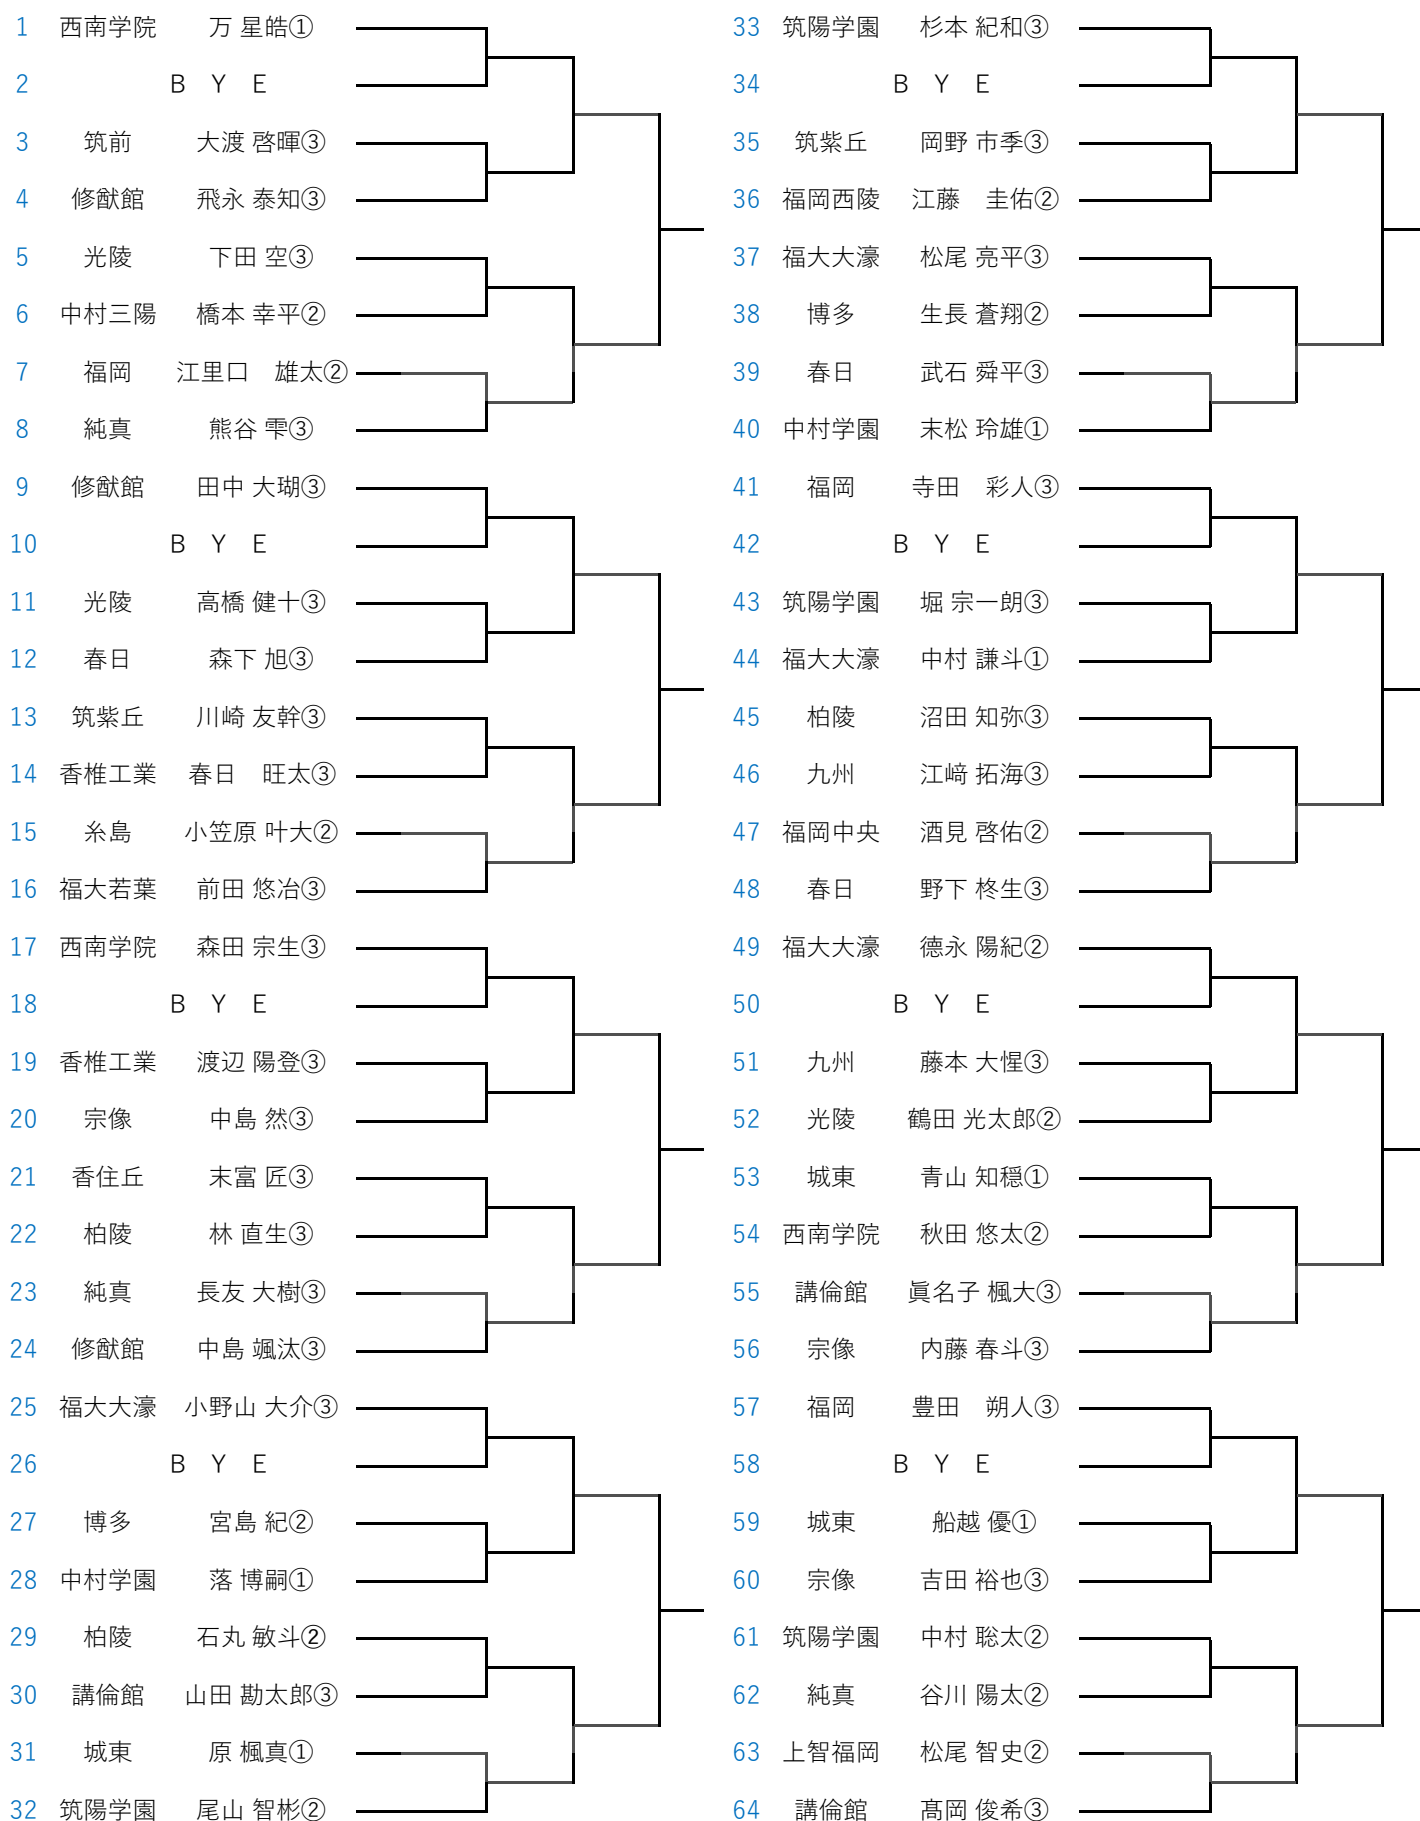 1 西南学院 万 星皓①
2 B Y E
3 筑前 大渡 啓暉③
4 修猷館 飛永 泰知③
5 光陵 下田 空③
6 中村三陽 橋本 幸平②
7 福岡 江里口　雄太②
8 純真 熊谷 雫③
9 修猷館 田中 大瑚③
10 B Y E
11 光陵 高橋 健十③
12 春日 森下 旭③
13 筑紫丘 川崎 友幹③
14 香椎工業 春日　旺太③
15 糸島 小笠原 叶大②
16 福大若葉 前田 悠冶③
17 西南学院 森田 宗生③
18 B Y E
19 香椎工業 渡辺 陽登③
20 宗像 中島 然③
21 香住丘 末富 匠③
22 柏陵 林 直生③
23 純真 長友 大樹③
24 修猷館 中島 颯汰③
25 福大大濠 小野山 大介③
26 B Y E
27 博多 宮島 紀②
28 中村学園 落 博嗣①
29 柏陵 石丸 敏斗②
30 講倫館 山田 勘太郎③
31 城東 原 楓真①
32 筑陽学園 尾山 智彬②
33 筑陽学園 杉本 紀和③
34 B Y E
35 筑紫丘 岡野 市季③
36 福岡西陵 江藤　圭佑②
37 福大大濠 松尾 亮平③
38 博多 生長 蒼翔②
39 春日 武石 舜平③
40 中村学園 末松 玲雄①
41 福岡 寺田　彩人③
42 B Y E
43 筑陽学園 堀 宗一朗③
44 福大大濠 中村 謙斗①
45 柏陵 沼田 知弥③
46 九州 江﨑 拓海③
47 福岡中央 酒見 啓佑②
48 春日 野下 柊生③
49 福大大濠 德永 陽紀②
50 B Y E
51 九州 藤本 大惺③
52 光陵 鶴田 光太郎②
53 城東 青山 知穏①
54 西南学院 秋田 悠太②
55 講倫館 眞名子 楓大③
56 宗像 内藤 春斗③
57 福岡 豊田　朔人③
58 B Y E
59 城東 船越 優①
60 宗像 吉田 裕也③
61 筑陽学園 中村 聡太②
62 純真 谷川 陽太②
63 上智福岡 松尾 智史②
64 講倫館 髙岡 俊希③